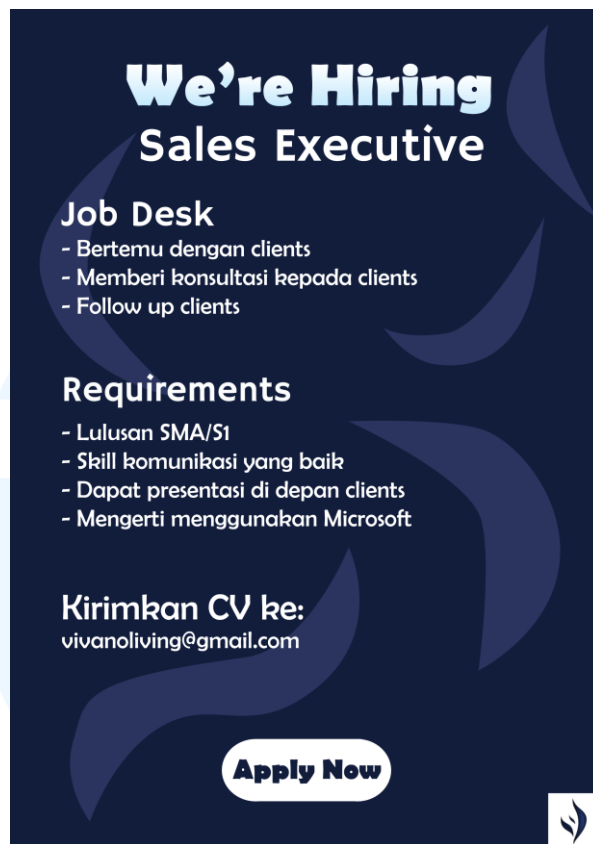 We're Hiring
Sales Executive
Job Desk
- Bertemu dengan clients
- Memberi konsultasi kepada clients
- Follow up clients
Requirements
- Lulusan SMA/S1
- Skill komunikasi yang baik
- Dapat presentasi di depan clients
- Mengerti menggunakan Microsoft
Kirimkan CV ke:
vivanoliving@gmail.com
Apply Now